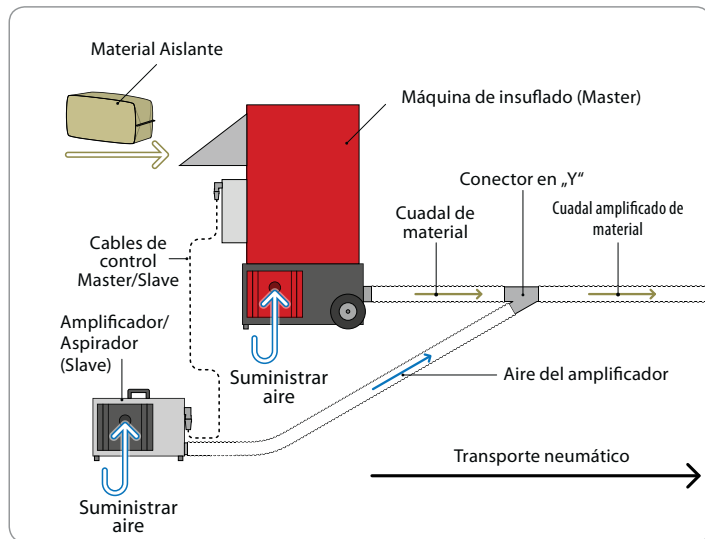 Material Aislante
Máquina de insuflado (Master)
Conector en „Y“
Cuadal de
material
Cuadal amplificado de
material
Cables de
control
Master/Slave
Amplificador/
Aspirador
(Slave)
Suministrar
aire
Aire del amplificador
Transporte neumático
Suministrar
aire